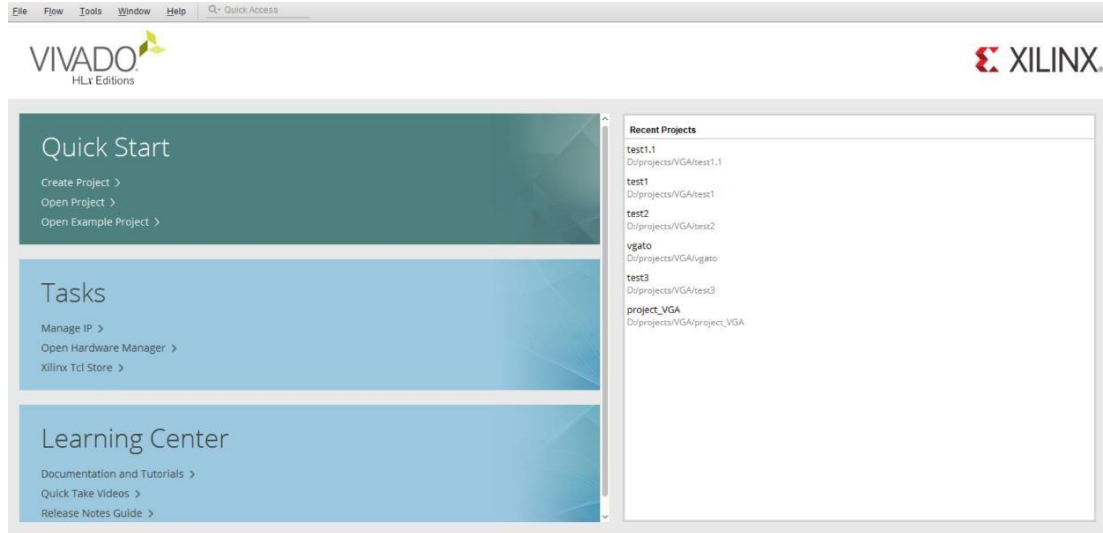 File Flow Tools Window Help Quick Access
VIVADO
HLx Editions
XILINX
Quick Start
Create Project >
Open Project >
Open Example Project >
Tasks
Manage IP >
Open Hardware Manager >
Xilinx Tcl Store >
Learning Center
Documentation and Tutorials >
Quick Take Videos >
Release Notes Guide >
Recent Projects
test1.1
D:/projects/VGA/test1.1
test1
D:/projects/VGA/test1
test2
D:/projects/VGA/test2
vgato
D:/projects/VGA/vgato
test3
D:/projects/VGA/test3
project_VGA
D:/projects/VGA/project_VGA